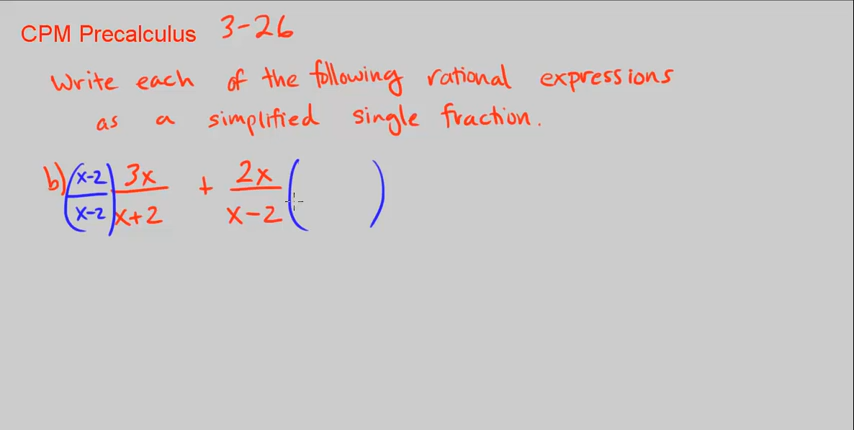 CPM Precalculus 3-26
Write each of the following rational expressions
as a simplified single fraction.
b) (x-2)/(x-2) 3x/x+2 + 2x/x-2 ( )